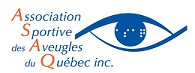 Association
Sportive
des Aveugles
du Québec inc.